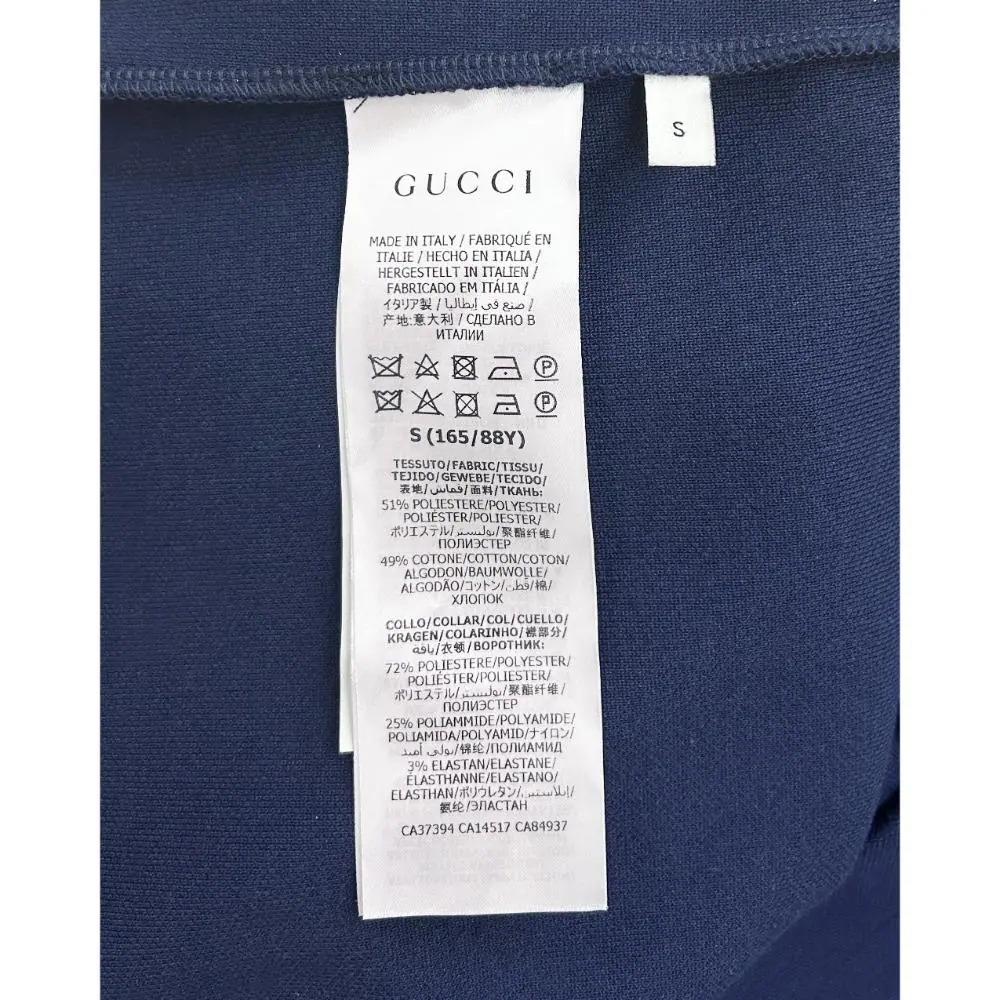 GUCCI
S
MADE IN ITALY / FABRIQUÉ EN
ITALIE / HECHO EN ITALIA /
HERGESTELLT IN ITALIEN /
FABRICADO EM ITÁLIA /
イタリア製 / صنع في إيطاليا /
产地:意大利 / СДЕЛАНО В
ИТАЛИИ
P
P
S (165/88Y)
TESSUTO/FABRIC/TISSU/
TEJIDO/GEWEBE/TECIDO/
表地/قماش/面料/ТКАНЬ:
51% POLIESTERE/POLYESTER/
POLIÉSTER/POLIESTER/
ポリエステル/بوليستر/聚酯纤维/
ПОЛИЭСТЕР
49% COTONE/COTTON/COTON/
ALGODON/BAUMWOLLE/
ALGODÃO/コットン/قطن/棉/
ХЛОПОК
COLLO/COLLAR/COL/CUELLO/
KRAGEN/COLARINHO/襟部分/
ياقة/衣领/ВОРОТНИК:
72% POLIESTERE/POLYESTER/
POLIÉSTER/POLIESTER/
ポリエステル/بوليستر/聚酯纤维/
ПОЛИЭСТЕР
25% POLIAMMIDE/POLYAMIDE/
POLIAMIDA/POLYAMID/ナイロン/
بولي أميد/锦纶/ПОЛИАМИД
3% ELASTAN/ELASTANE/
ÉLASTHANNE/ELASTANO/
ELASTHAN/ポリウレタン/إيلاستين/
氨纶/ЭЛАСТАН
CA37394 CA14517 CA84937